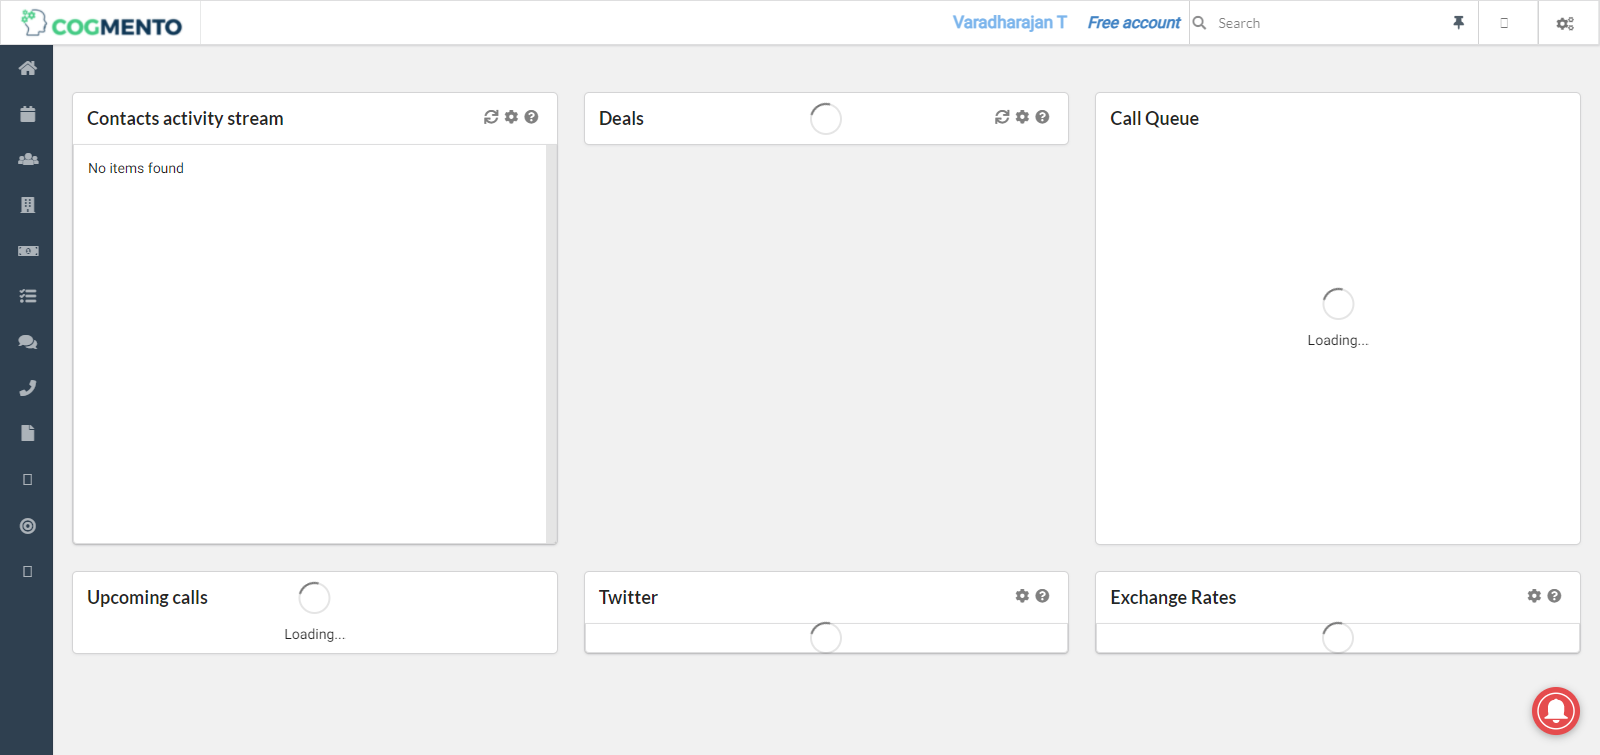 COGMENTO
Varadharajan T
Free account
Search
Contacts activity stream
No items found
Deals
Call Queue
Loading...
Upcoming calls
Loading...
Twitter
Exchange Rates